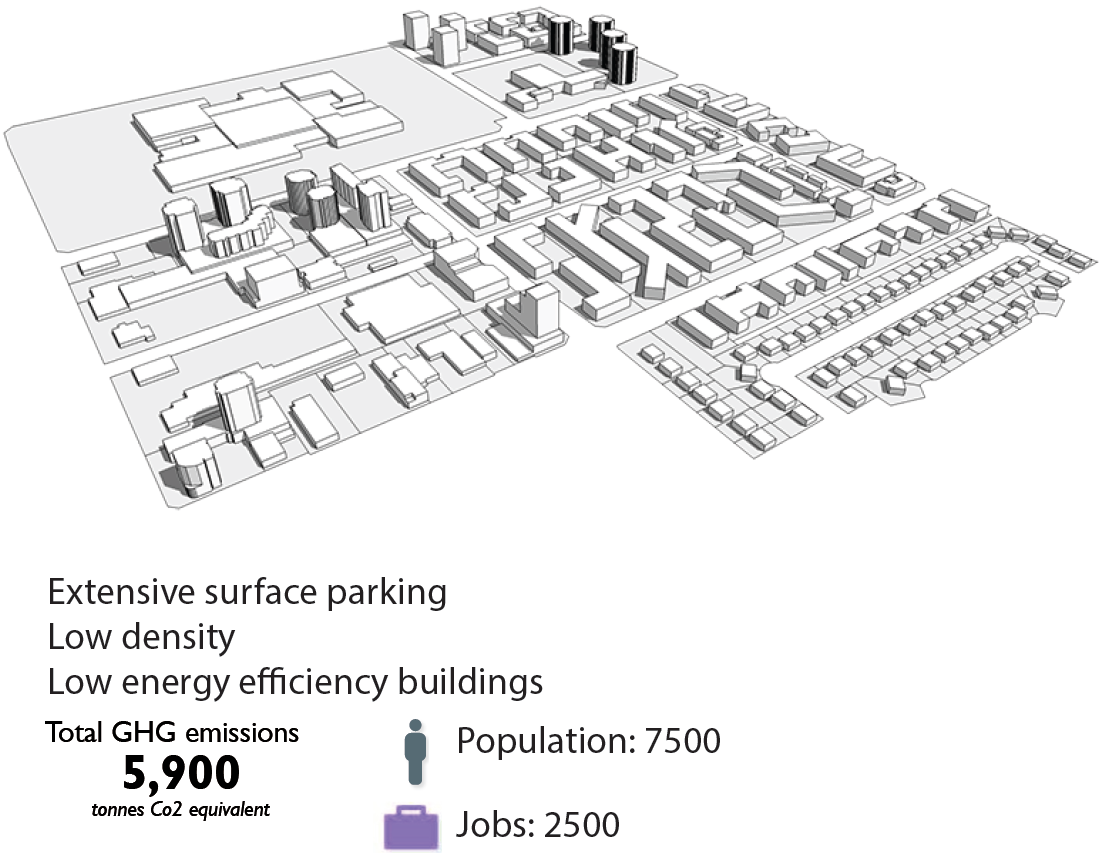 Extensive surface parking
Low density
Low energy efficiency buildings
Total GHG emissions
5,900
tonnes Co2 equivalent
Population: 7500
Jobs: 2500